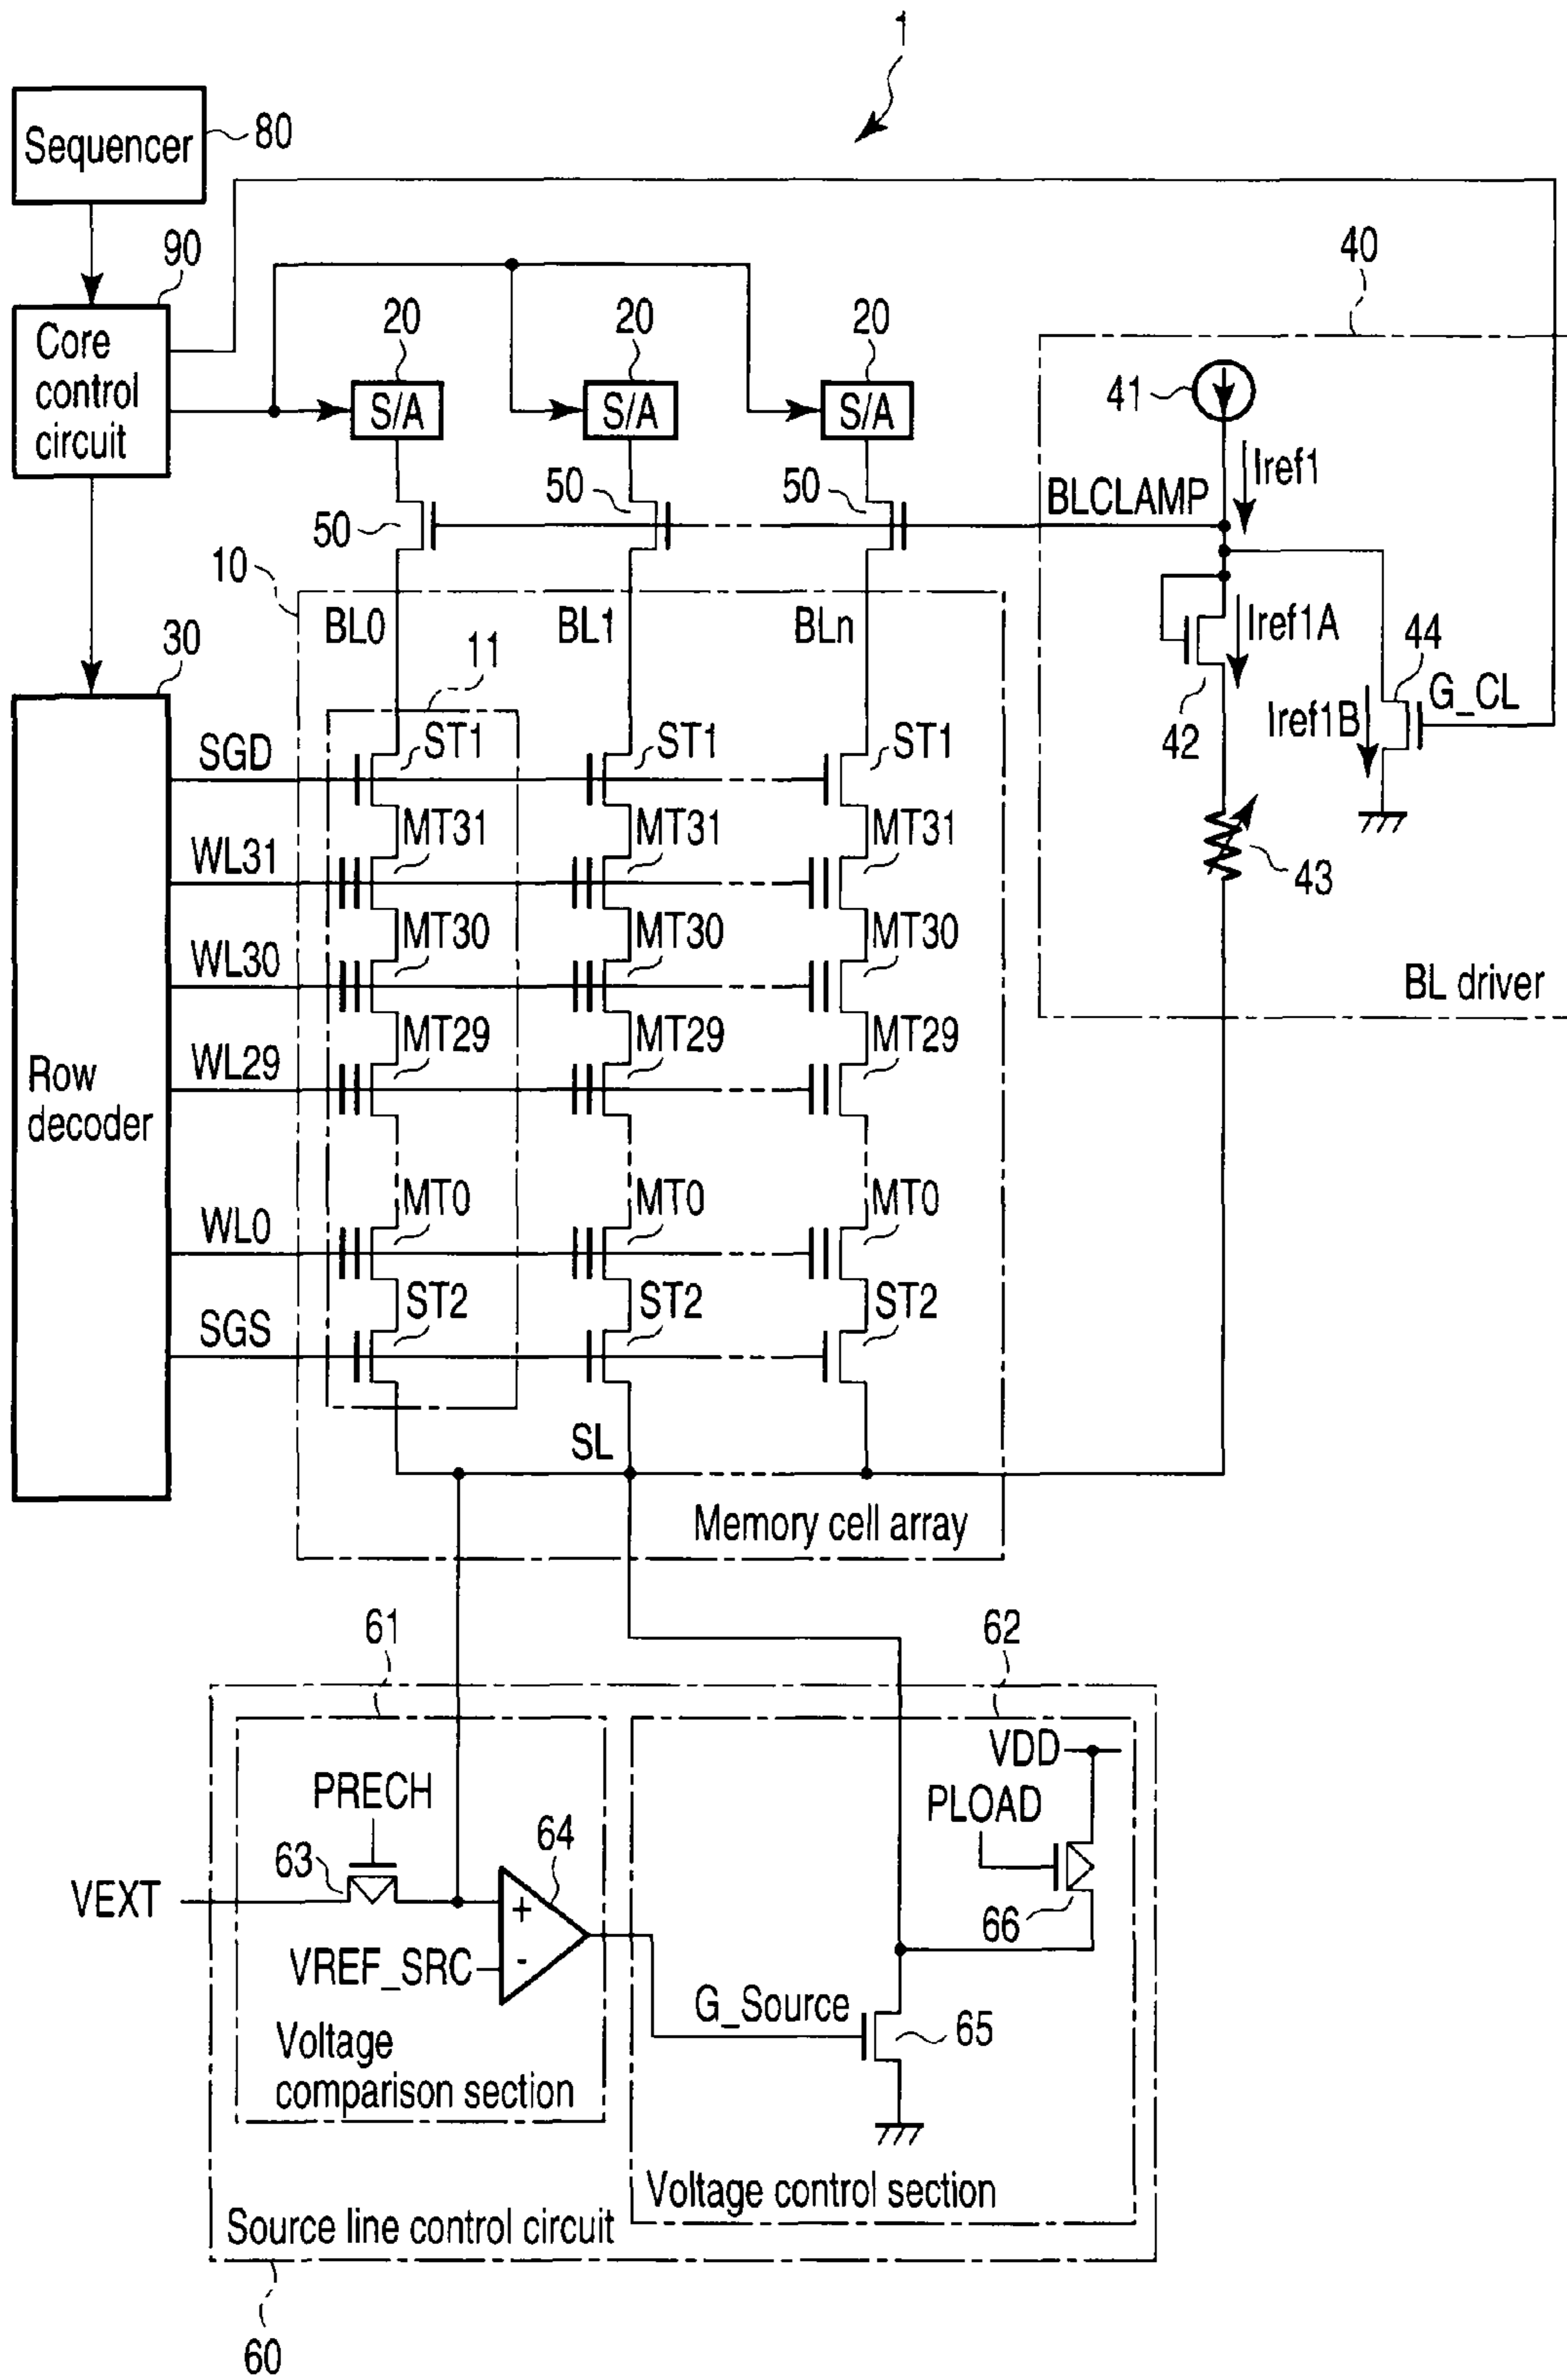 1
Sequencer
80
90
Core
control
circuit
20
20
20
S/A
S/A
S/A
50
50
50
40
41
Iref1
BLCLAMP
Iref1A
42
Iref1B
44
G_CL
43
BL driver
10
BL0
BL1
BLn
11
30
Row
decoder
SGD
ST1
ST1
ST1
WL31
MT31
MT31
MT31
WL30
MT30
MT30
MT30
WL29
MT29
MT29
MT29
WL0
MT0
MT0
MT0
SGS
ST2
ST2
ST2
SL
Memory cell array
61
62
PRECH
63
64
VEXT
+
-
VREF_SRC
Voltage
comparison section
VDD
PLOAD
66
G_Source
65
Voltage control section
Source line control circuit
60